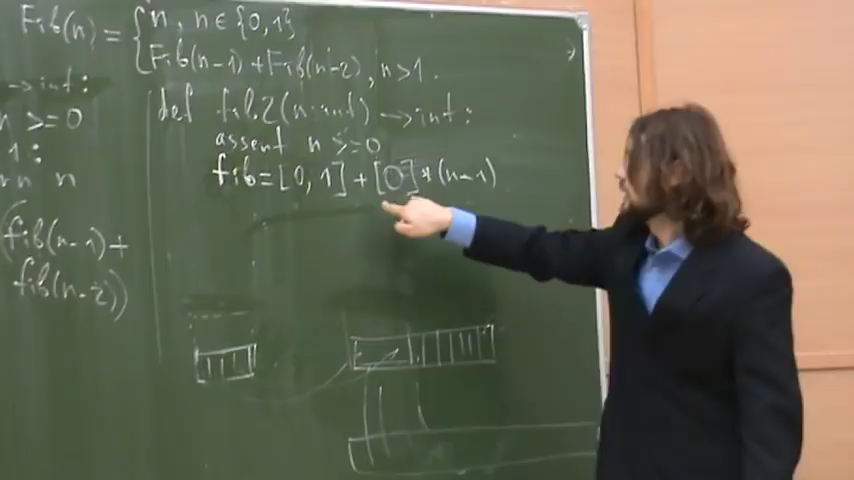 Fib(n) = { n, n ∈ {0,1}
Fib(n-1) + Fib(n-2), n>1.
-> int:
n >= 0
1:
rn n
(fib(n-1) +
fib(n-2))
def fib2(n:int) -> int:
assert n >= 0
fib = [0, 1] + [0] * (n-1)